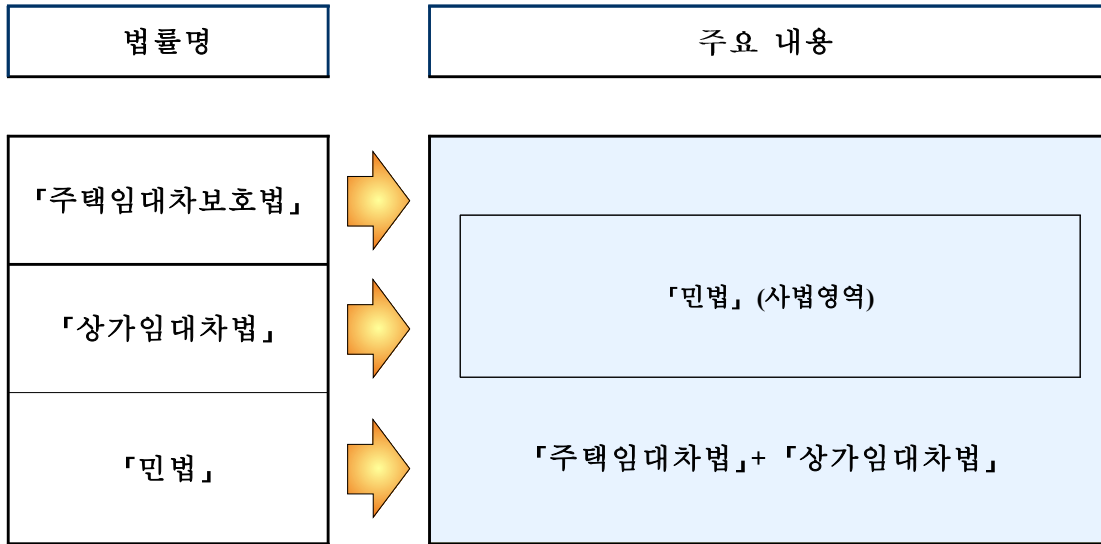 법률명
주요 내용
「주택임대차보호법」
「상가임대차법」
「민법」
「민법」 (사법영역)
「주택임대차법」+ 「상가임대차법」